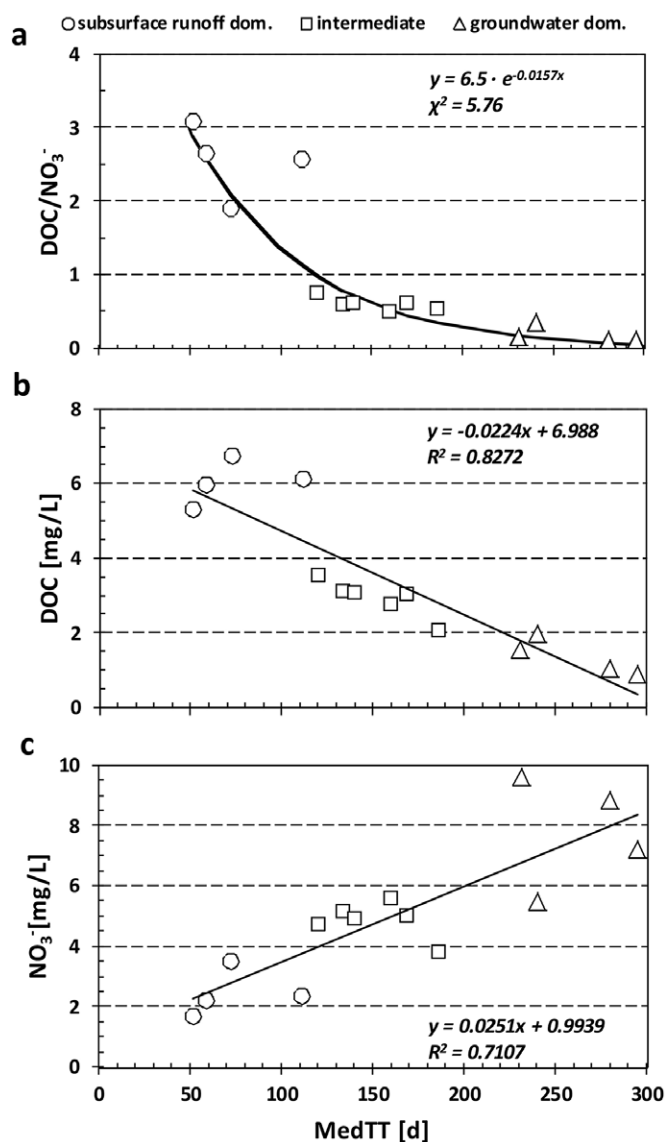 subsurface runoff dom. intermediate groundwater dom.
a
4
3
2
1
0
DOC/NO₃⁻
y = 6.5 · e^-0.0157x
χ² = 5.76
b
8
6
4
2
0
DOC [mg/L]
y = -0.0224x + 6.988
R² = 0.8272
c
10
8
6
4
2
0
NO₃⁻[mg/L]
y = 0.0251x + 0.9939
R² = 0.7107
0 50 100 150 200 250 300
MedTT [d]